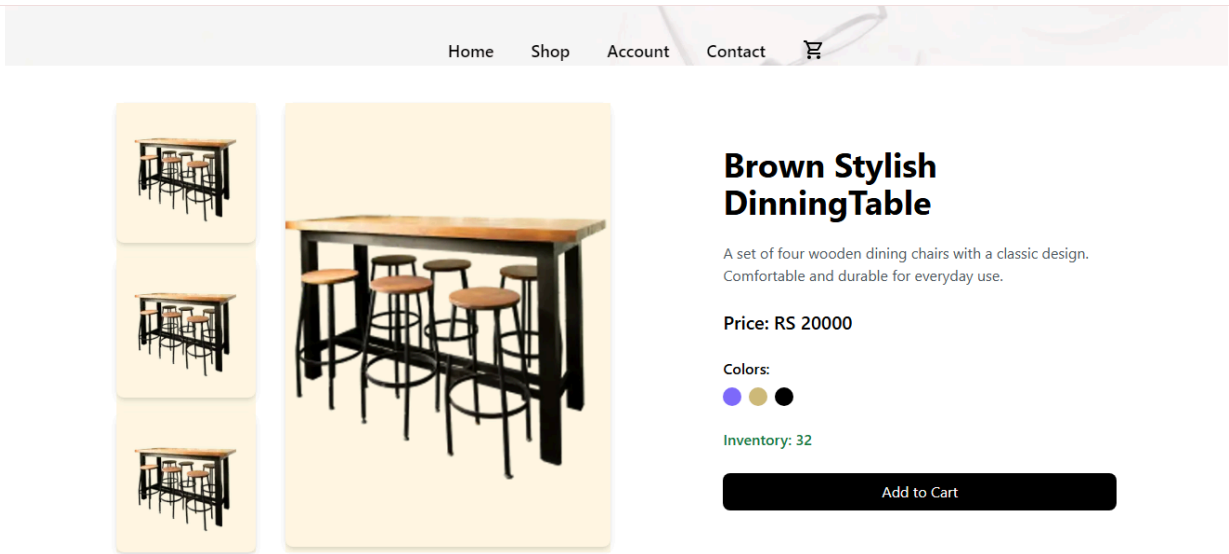 Home Shop Account Contact
Brown Stylish
DinningTable
A set of four wooden dining chairs with a classic design.
Comfortable and durable for everyday use.
Price: RS 20000
Colors:
Inventory: 32
Add to Cart